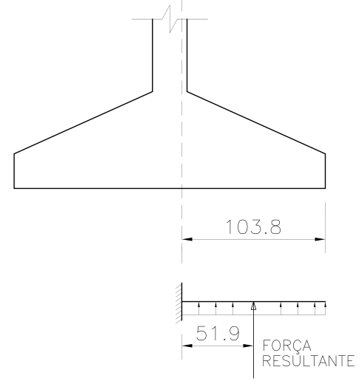 103.8
51.9
FORÇA
RESULTANTE